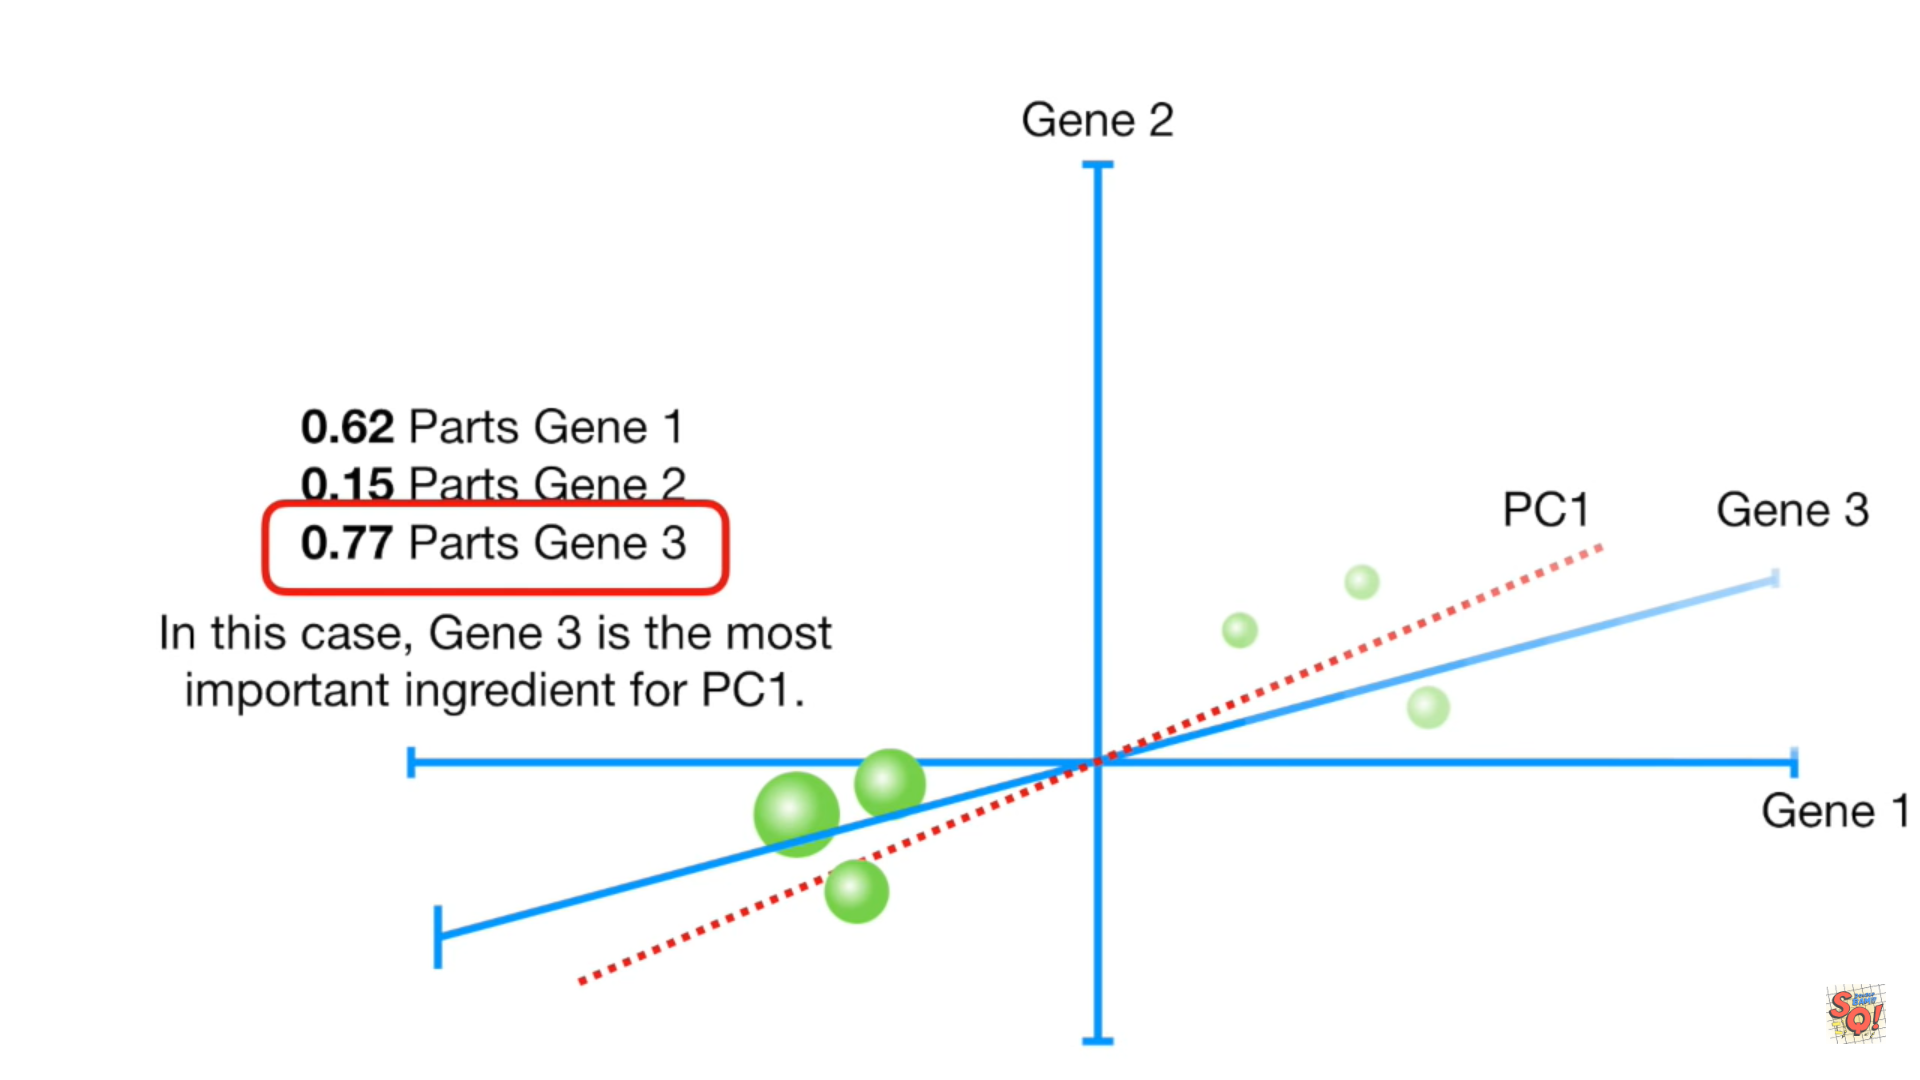 Gene 2
0.62 Parts Gene 1
0.15 Parts Gene 2
0.77 Parts Gene 3
In this case, Gene 3 is the most
important ingredient for PC1.
PC1
Gene 3
Gene 1
SQ!